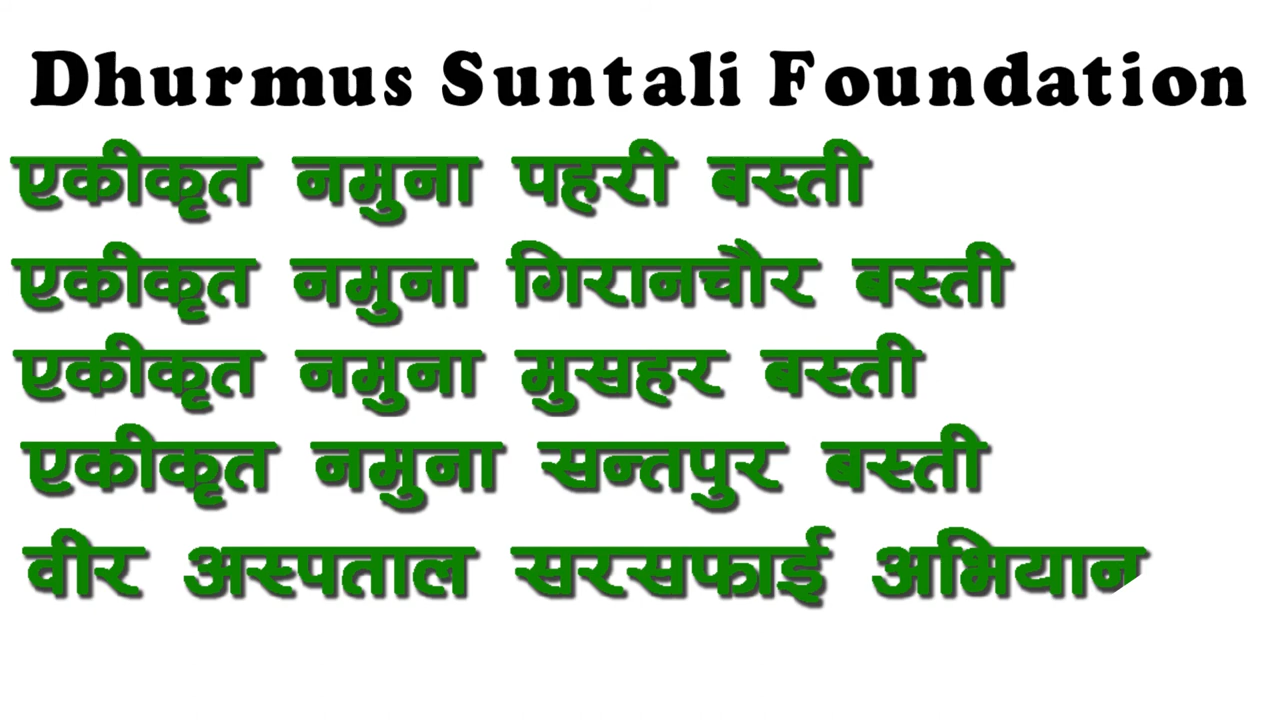 Dhurmus Suntali Foundation
एकीकृत नमुना पहरी बस्ती
एकीकृत नमुना गिरानचौर बस्ती
एकीकृत नमुना मुसहर बस्ती
एकीकृत नमुना सन्तपुर बस्ती
वीर अस्पताल सरसफाई अभियान